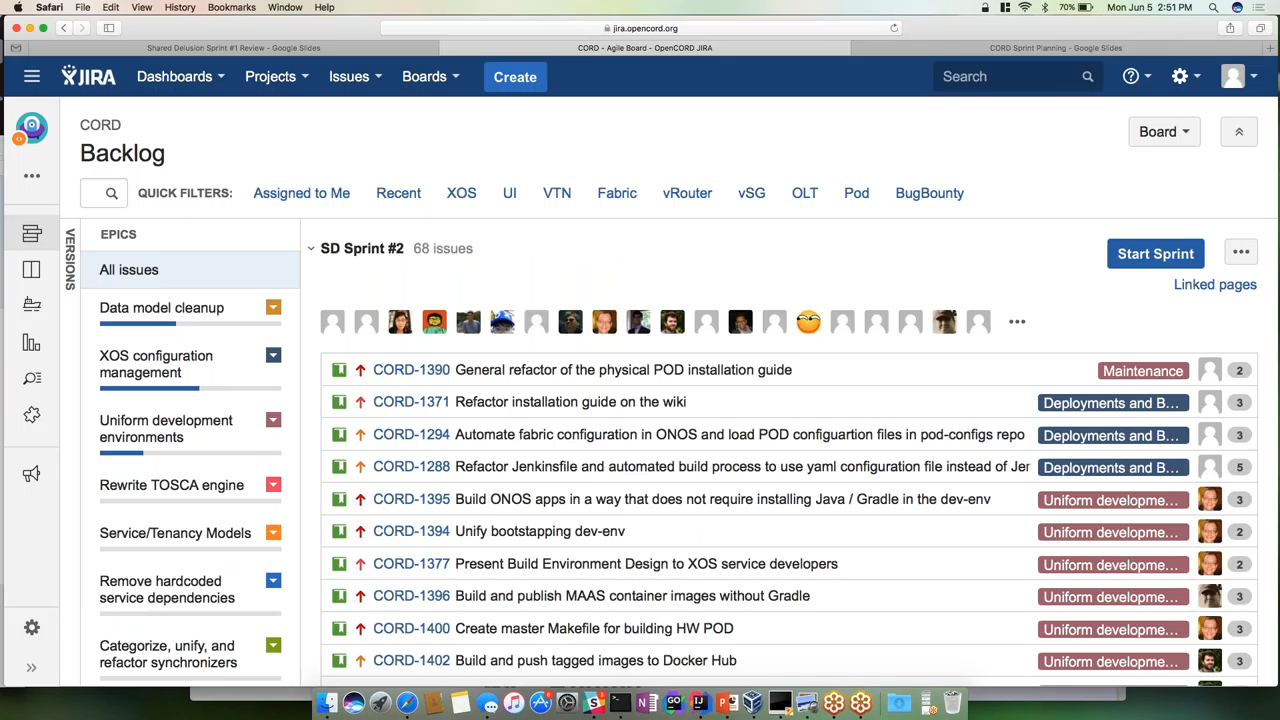 Safari File Edit View History Bookmarks Window Help
70% Mon Jun 5 2:51 PM
jira.opencord.org
Shared Delusion Sprint #1 Review - Google Slides
CORD - Agile Board - OpenCORD JIRA
CORD Sprint Planning - Google Slides
JIRA Dashboards Projects Issues Boards Create Search
CORD
Backlog
Board
QUICK FILTERS: Assigned to Me Recent XOS UI VTN Fabric vRouter vSG OLT Pod BugBounty
VERSIONS
EPICS
All issues
Data model cleanup
XOS configuration
management
Uniform development
environments
Rewrite TOSCA engine
Service/Tenancy Models
Remove hardcoded
service dependencies
Categorize, unify, and
refactor synchronizers
SD Sprint #2 68 issues
Start Sprint
Linked pages
CORD-1390 General refactor of the physical POD installation guide Maintenance 2
CORD-1371 Refactor installation guide on the wiki Deployments and B... 3
CORD-1294 Automate fabric configuration in ONOS and load POD configuartion files in pod-configs repo Deployments and B... 3
CORD-1288 Refactor Jenkinsfile and automated build process to use yaml configuration file instead of Jer Deployments and B... 5
CORD-1395 Build ONOS apps in a way that does not require installing Java / Gradle in the dev-env Uniform developme... 3
CORD-1394 Unify bootstapping dev-env Uniform developme... 2
CORD-1377 Present Build Environment Design to XOS service developers Uniform developme... 2
CORD-1396 Build and publish MAAS container images without Gradle Uniform developme... 3
CORD-1400 Create master Makefile for building HW POD Uniform developme... 3
CORD-1402 Build and push tagged images to Docker Hub Uniform developme... 3